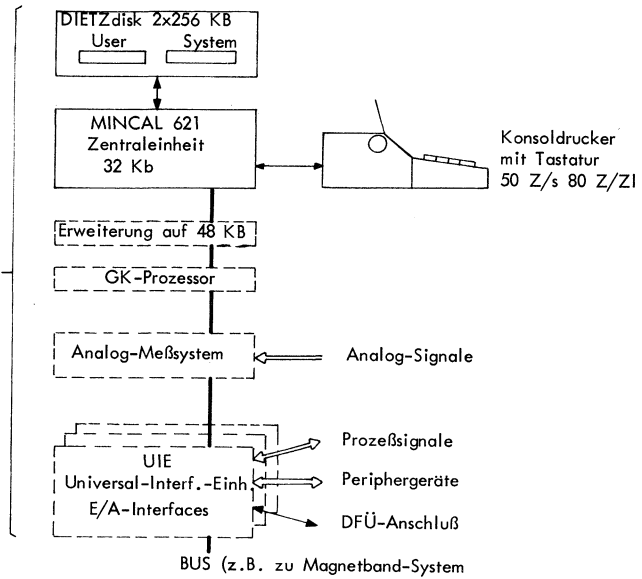 DIETZdisk 2x256 KB
User System
MINCAL 621
Zentraleinheit
32 Kb
Konsoldrucker
mit Tastatur
50 Z/s 80 Z/Zl
Erweiterung auf 48 KB
GK-Prozessor
Analog-Meßsystem
Analog-Signale
UIE
Universal-Interf.-Einh.
E/A-Interfaces
Prozeßsignale
Periphergeräte
DFÜ-Anschluß
BUS (z.B. zu Magnetband-System